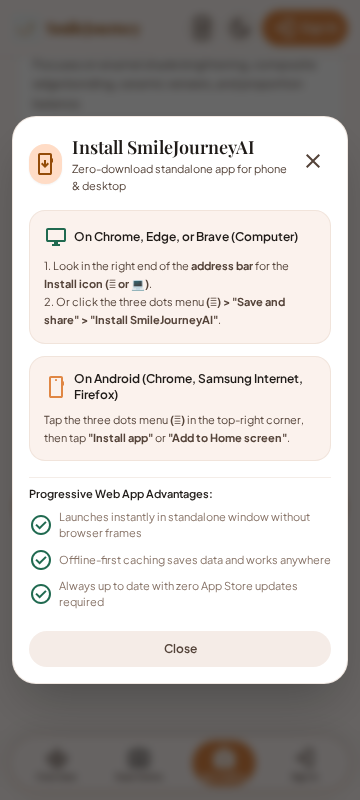 Install SmileJourneyAI
Zero-download standalone app for phone
& desktop
On Chrome, Edge, or Brave (Computer)
1. Look in the right end of the address bar for the
Install icon (☰ or 💻).
2. Or click the three dots menu (☰) > "Save and
share" > "Install SmileJourneyAI".
On Android (Chrome, Samsung Internet,
Firefox)
Tap the three dots menu (☰) in the top-right corner,
then tap "Install app" or "Add to Home screen".
Progressive Web App Advantages:
Launches instantly in standalone window without
browser frames
Offline-first caching saves data and works anywhere
Always up to date with zero App Store updates
required
Close